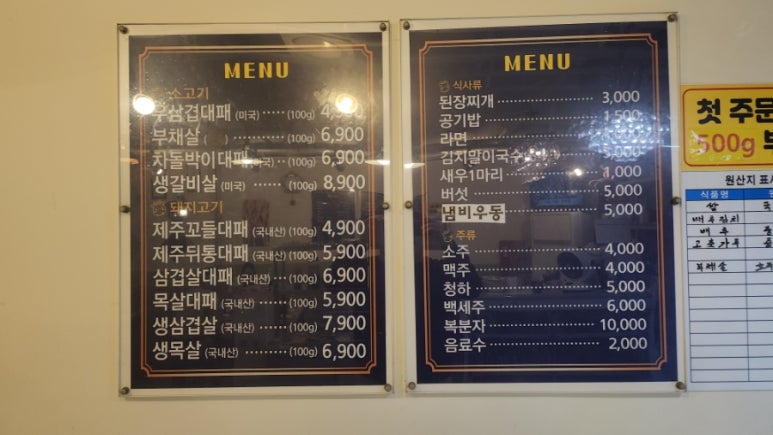 MENU
소고기
우삼겹대패 (미국) (100g) 4,900
부채살 (100g) 6,900
차돌박이대패 (미국) (100g) 6,900
생갈비살 (미국) (100g) 8,900
돼지고기
제주꼬들대패 (국내산) (100g) 4,900
제주뒤통대패 (국내산) (100g) 5,900
삼겹살대패 (국내산) (100g) 6,900
목살대패 (국내산) (100g) 5,900
생삼겹살 (국내산) (100g) 7,900
생목살 (국내산) (100g) 6,900
MENU
식사류
된장찌개 3,000
공기밥 1,500
라면
김치말이국수
새우1마리 1,000
버섯 5,000
냄비우동 5,000
주류
소주 4,000
맥주 4,000
청하 5,000
백세주 6,000
복분자 10,000
음료수 2,000
첫 주문
500g
원산지 표시
식품명
쌀
배추김치
배추
고춧가루
부채살